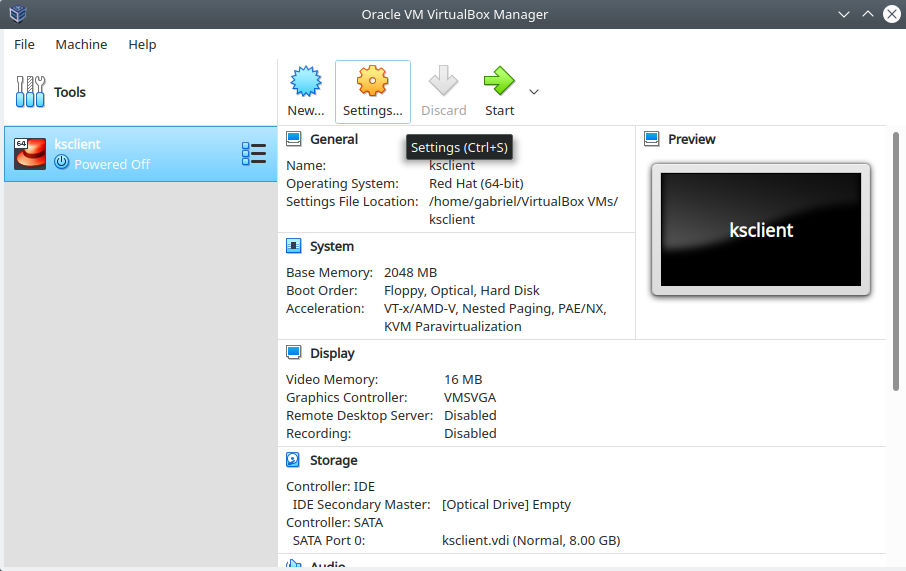 Oracle VM VirtualBox Manager
File Machine Help
Tools
New... Settings... Discard Start
64
ksclient
Powered Off
General
Settings (Ctrl+S)
Name: ksclient
Operating System: Red Hat (64-bit)
Settings File Location: /home/gabriel/VirtualBox VMs/
ksclient
System
Base Memory: 2048 MB
Boot Order: Floppy, Optical, Hard Disk
Acceleration: VT-x/AMD-V, Nested Paging, PAE/NX,
KVM Paravirtualization
Preview
ksclient
Display
Video Memory: 16 MB
Graphics Controller: VMSVGA
Remote Desktop Server: Disabled
Recording: Disabled
Storage
Controller: IDE
IDE Secondary Master: [Optical Drive] Empty
Controller: SATA
SATA Port 0: ksclient.vdi (Normal, 8.00 GB)
Audio